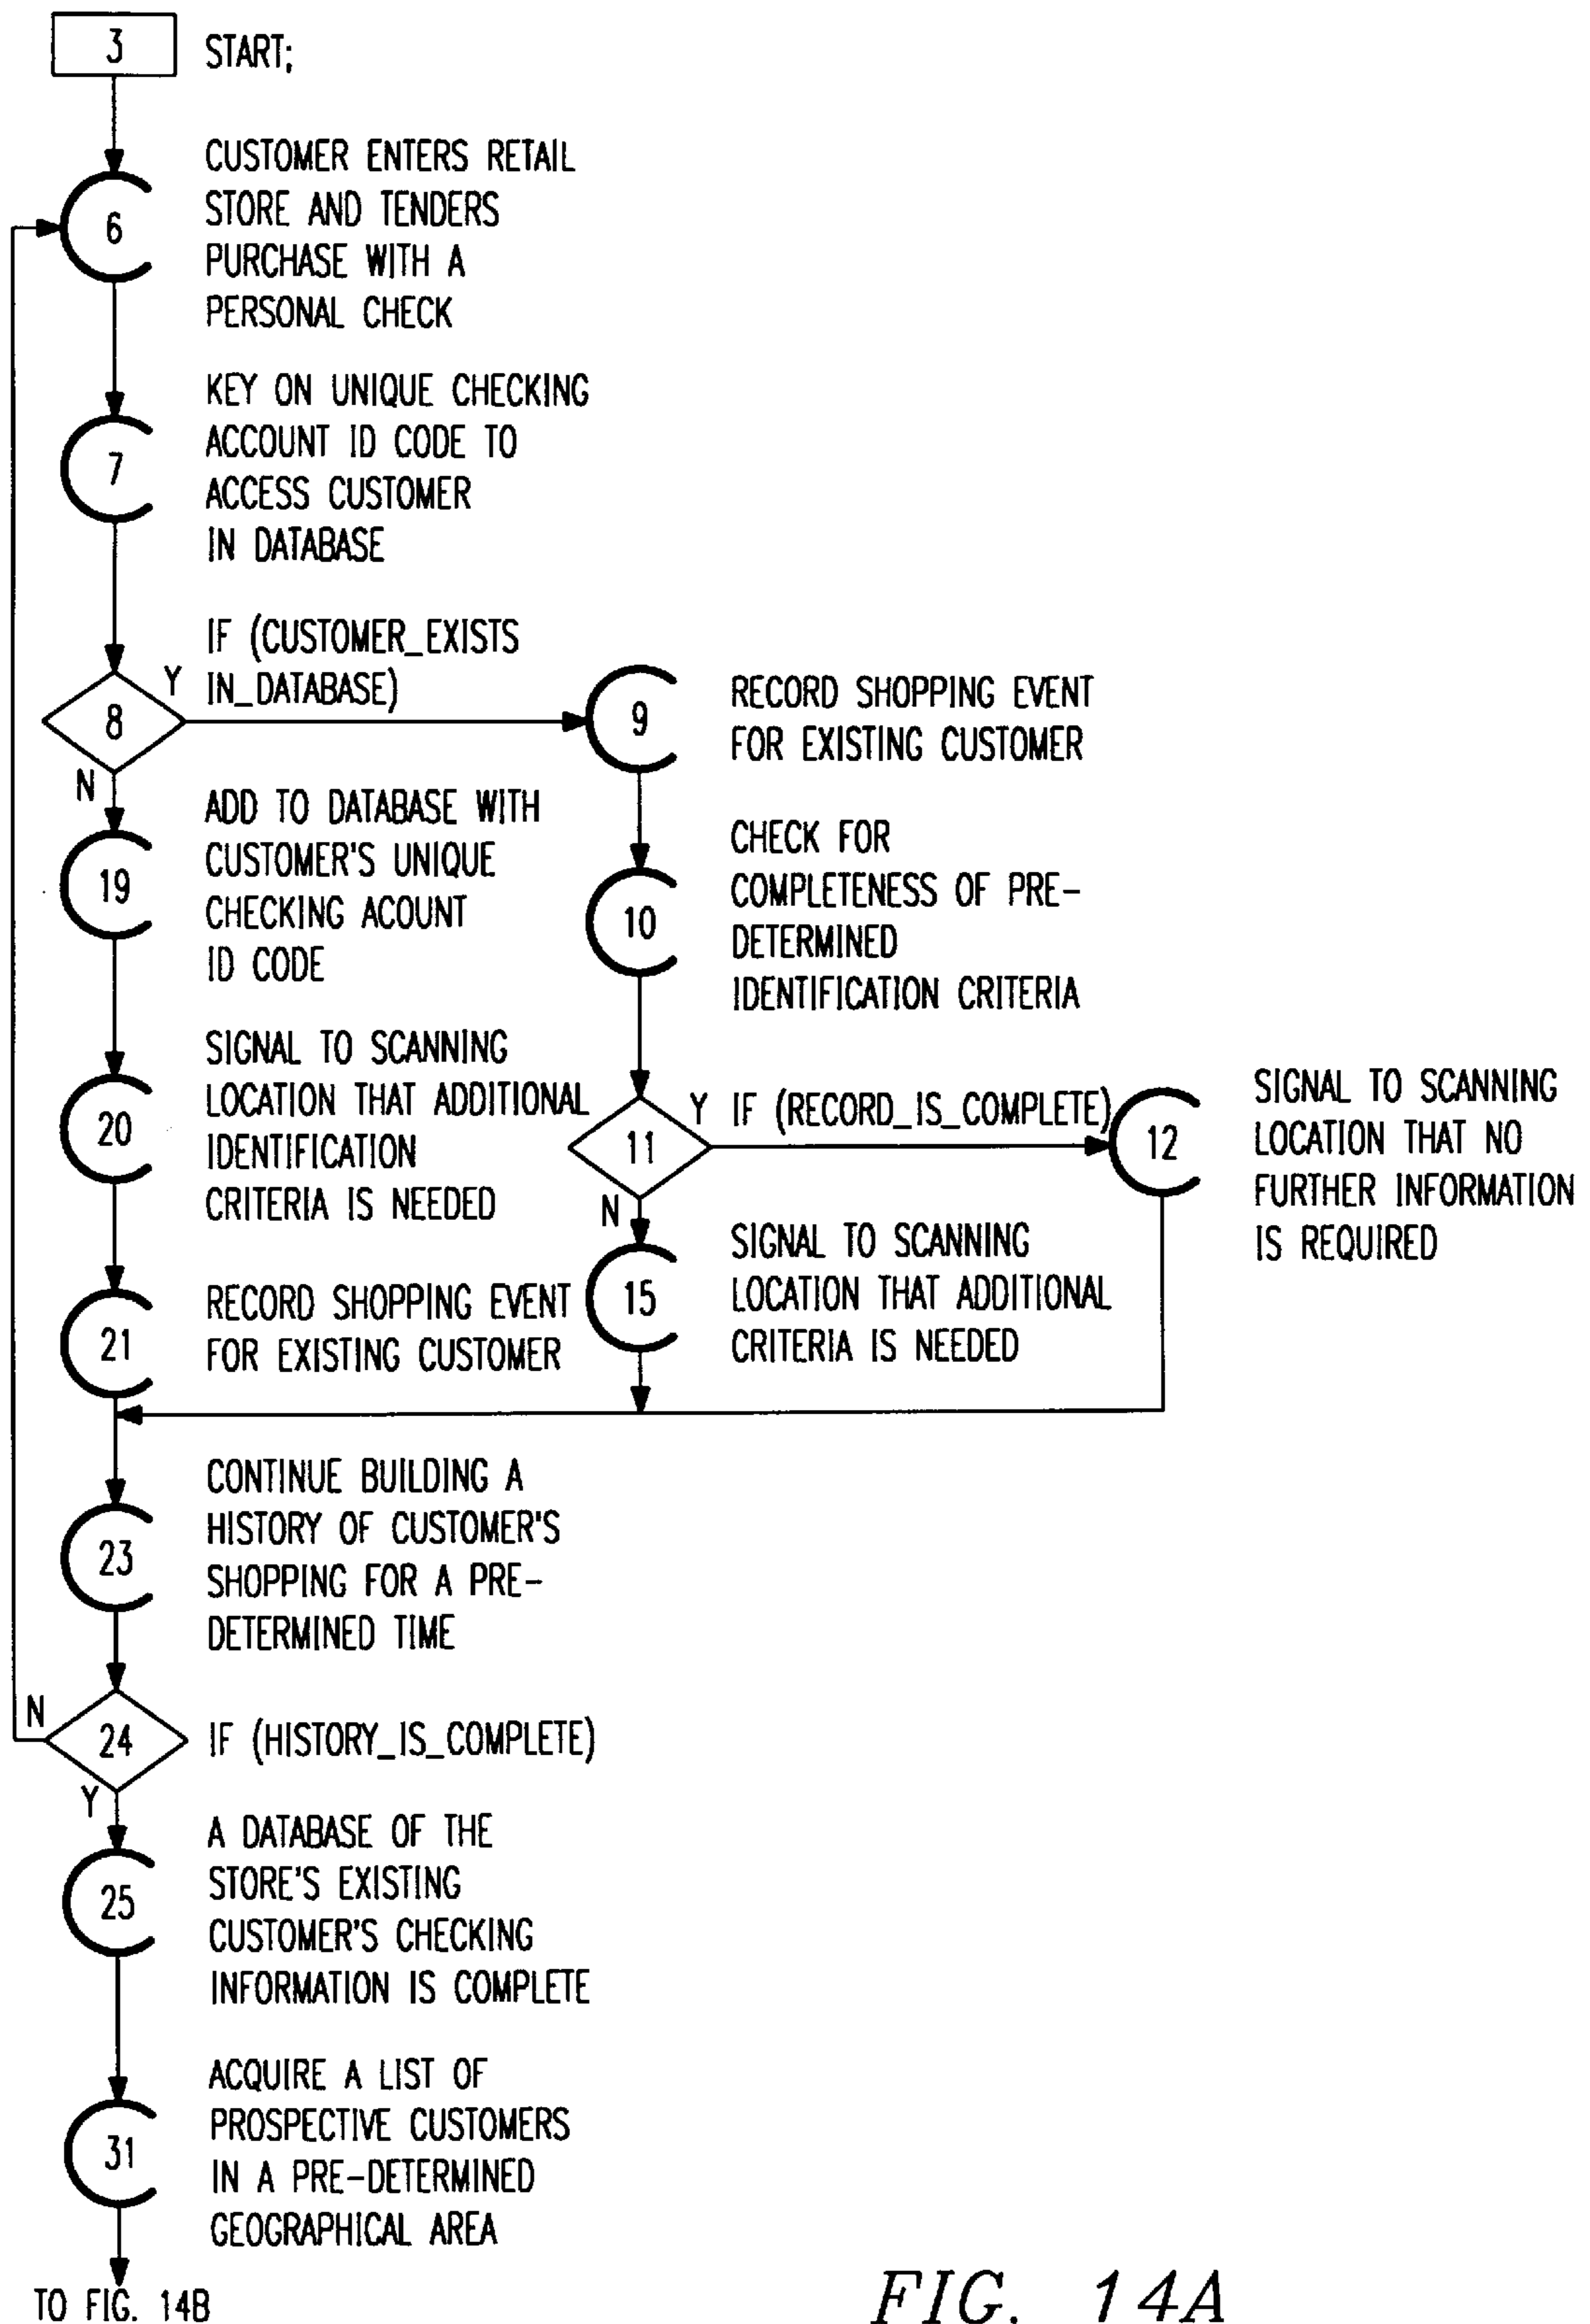 3 START;
CUSTOMER ENTERS RETAIL
STORE AND TENDERS
6
PURCHASE WITH A
PERSONAL CHECK
KEY ON UNIQUE CHECKING
ACCOUNT ID CODE TO
7
ACCESS CUSTOMER
IN DATABASE
IF (CUSTOMER_EXISTS
Y IN_DATABASE)
8
N
9
RECORD SHOPPING EVENT
FOR EXISTING CUSTOMER
ADD TO DATABASE WITH
CUSTOMER'S UNIQUE
19
CHECKING ACOUNT
ID CODE
CHECK FOR
COMPLETENESS OF PRE-
10
DETERMINED
IDENTIFICATION CRITERIA
SIGNAL TO SCANNING
LOCATION THAT ADDITIONAL
20
IDENTIFICATION
CRITERIA IS NEEDED
Y IF (RECORD_IS_COMPLETE)
11
N
12
SIGNAL TO SCANNING
LOCATION THAT NO
FURTHER INFORMATION
IS REQUIRED
SIGNAL TO SCANNING
15
LOCATION THAT ADDITIONAL
CRITERIA IS NEEDED
RECORD SHOPPING EVENT
21
FOR EXISTING CUSTOMER
CONTINUE BUILDING A
HISTORY OF CUSTOMER'S
23
SHOPPING FOR A PRE-
DETERMINED TIME
N
24 IF (HISTORY_IS_COMPLETE)
Y
A DATABASE OF THE
STORE'S EXISTING
25
CUSTOMER'S CHECKING
INFORMATION IS COMPLETE
ACQUIRE A LIST OF
PROSPECTIVE CUSTOMERS
31
IN A PRE-DETERMINED
GEOGRAPHICAL AREA
TO FIG. 14B
FIG. 14A